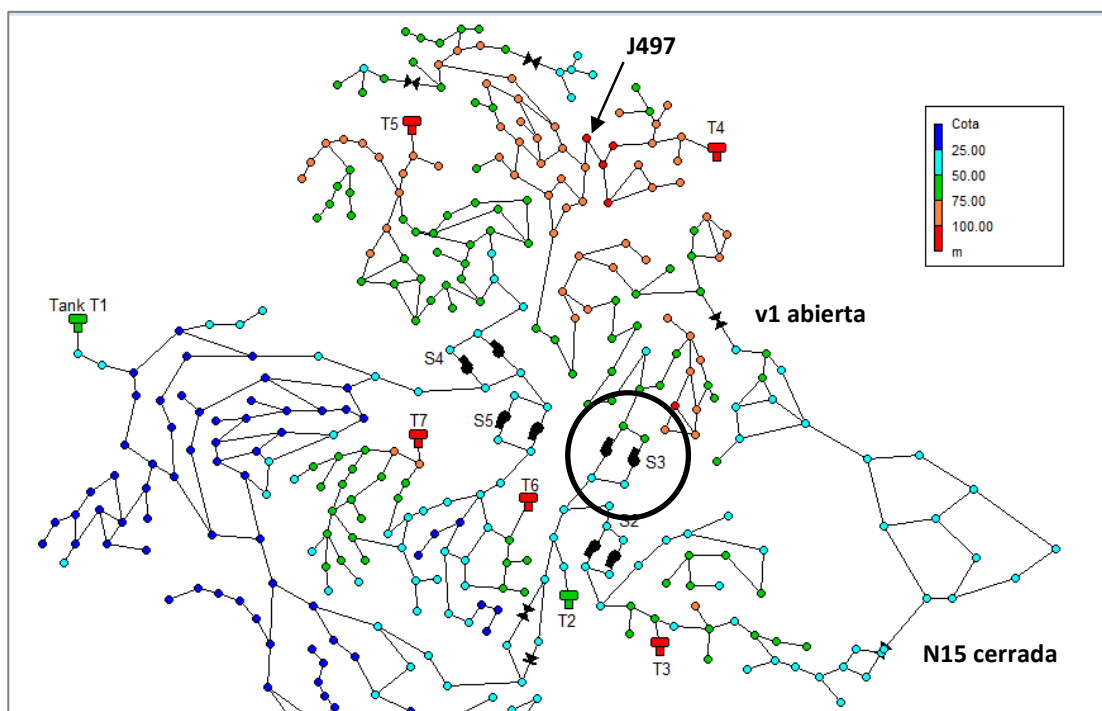 J497
T5
T4
Cota
25.00
50.00
75.00
100.00
m
Tank T1
v1 abierta
S4
S5
T7
S3
T6
S2
T2
T3
N15 cerrada